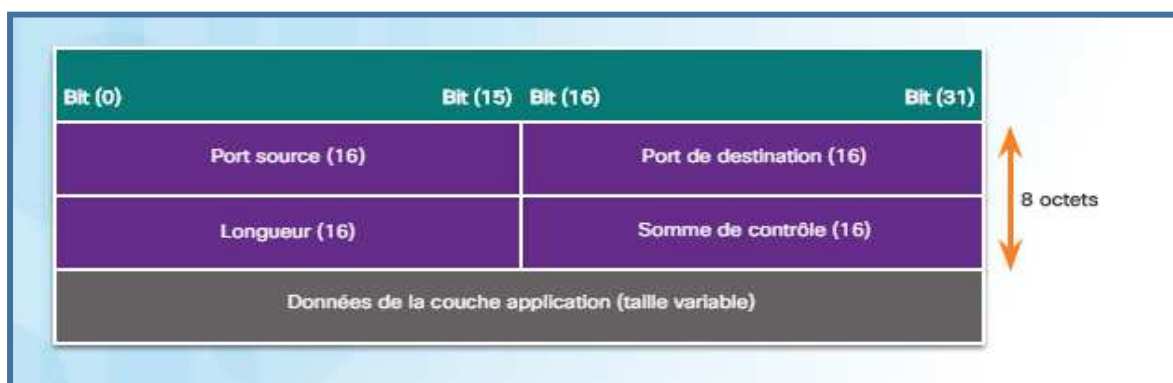 Bit (0) Bit (15) Bit (16) Bit (31)
Port source (16) Port de destination (16)
8 octets
Longueur (16) Somme de contrôle (16)
Données de la couche application (taille variable)